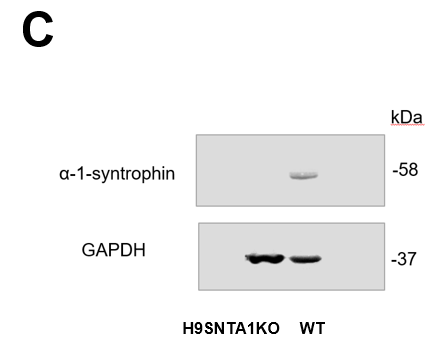 C
kDa
α-1-syntrophin
-58
GAPDH
-37
H9SNTA1KO WT